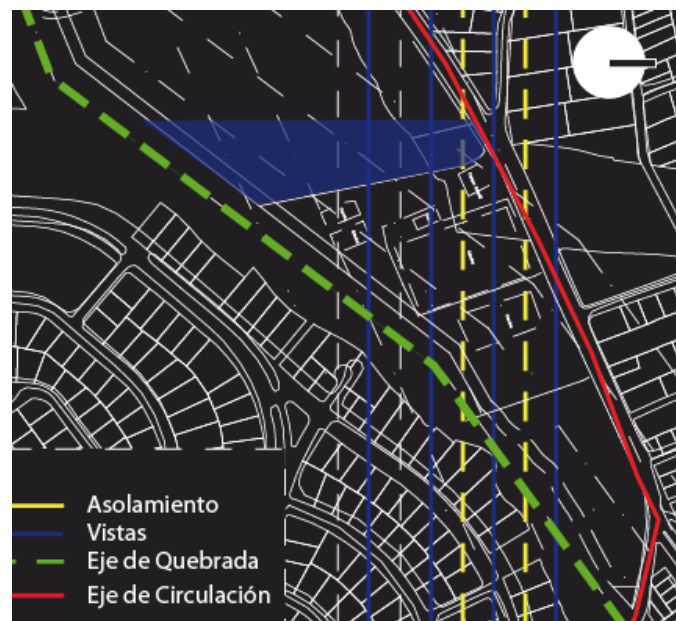 Asolamiento
Vistas
Eje de Quebrada
Eje de Circulación